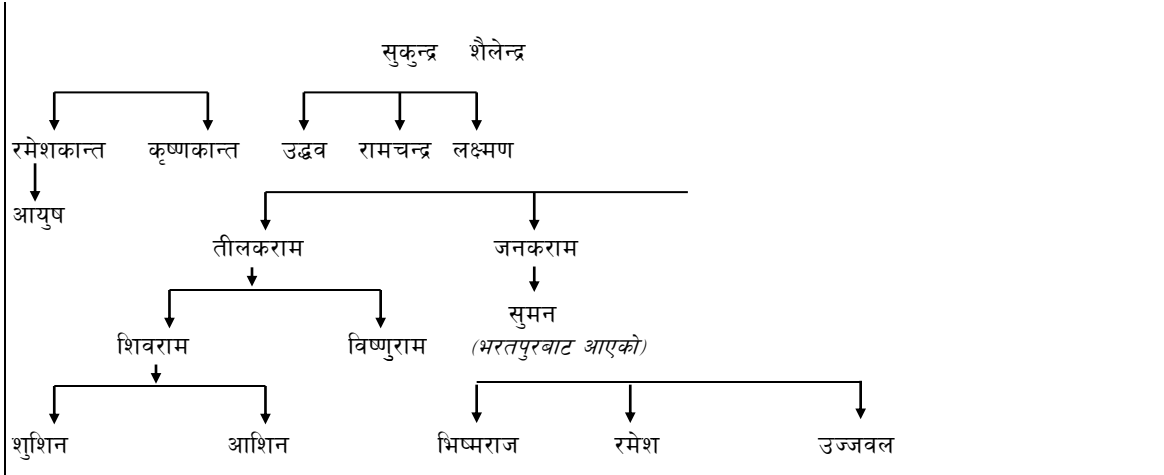 सुकुन्द्र शैलेन्द्र
रमेशकान्त कृष्णकान्त उद्धव रामचन्द्र लक्ष्मण
आयुष
तीलकराम जनकराम
सुमन
शिवराम विष्णुराम (भरतपुरबाट आएको)
शुशिन आशिन भिष्मराज रमेश उज्जवल